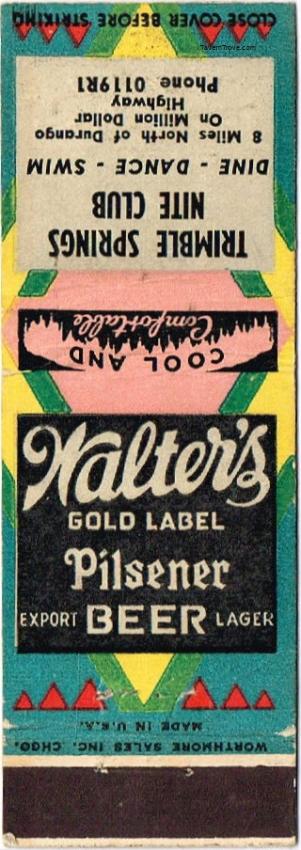 CLOSE COVER BEFORE STRIKING
TavernTrove.com
TRIMBLE SPRINGS
NITE CLUB
DINE - DANCE - SWIM
8 Miles North of Durango
On Million Dollar
Highway
Phone 0119R1
COOL AND
Comfortable
Walter's
GOLD LABEL
Pilsener
EXPORT BEER LAGER
MADE IN U.S.A.
WORTHMORE SALES INC. CHGO.